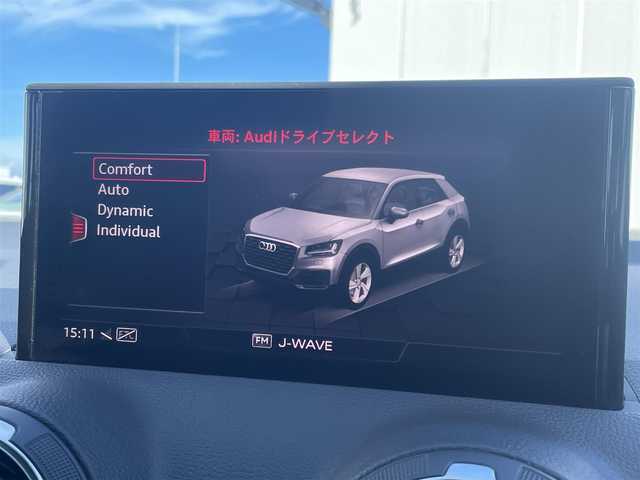 車両: Audiドライブセレクト
Comfort
Auto
Dynamic
Individual
15:11
FM J-WAVE